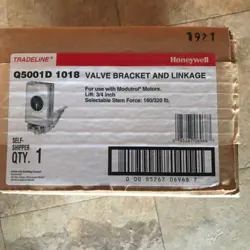 1921
TRADELINE®
Honeywell
Q5001D 1018 VALVE BRACKET AND LINKAGE
For use with Modutrol® Motors.
Lift: 3/4 inch
Selectable Stem Force: 160/320 lb.
SELF-
SHIPPER
QTY. 1
0 00 85267 06968 7